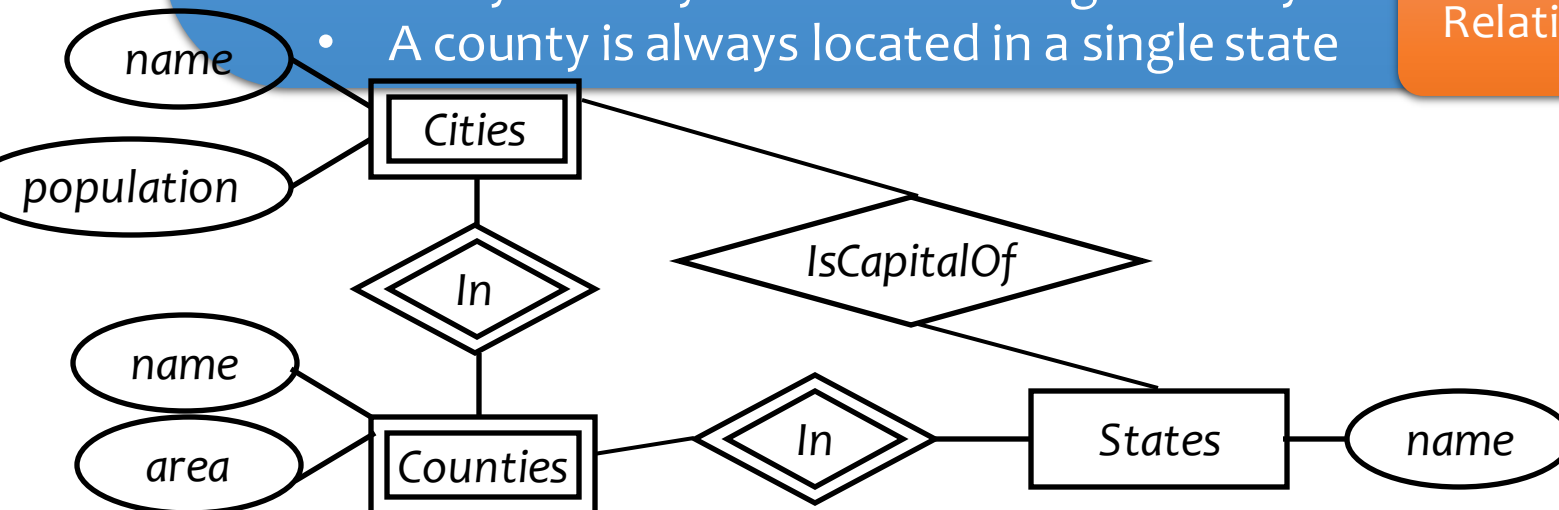 Relati
• A county is always located in a single state
name
Cities
population
IsCapitalOf
In
name
In
States
name
area
Counties